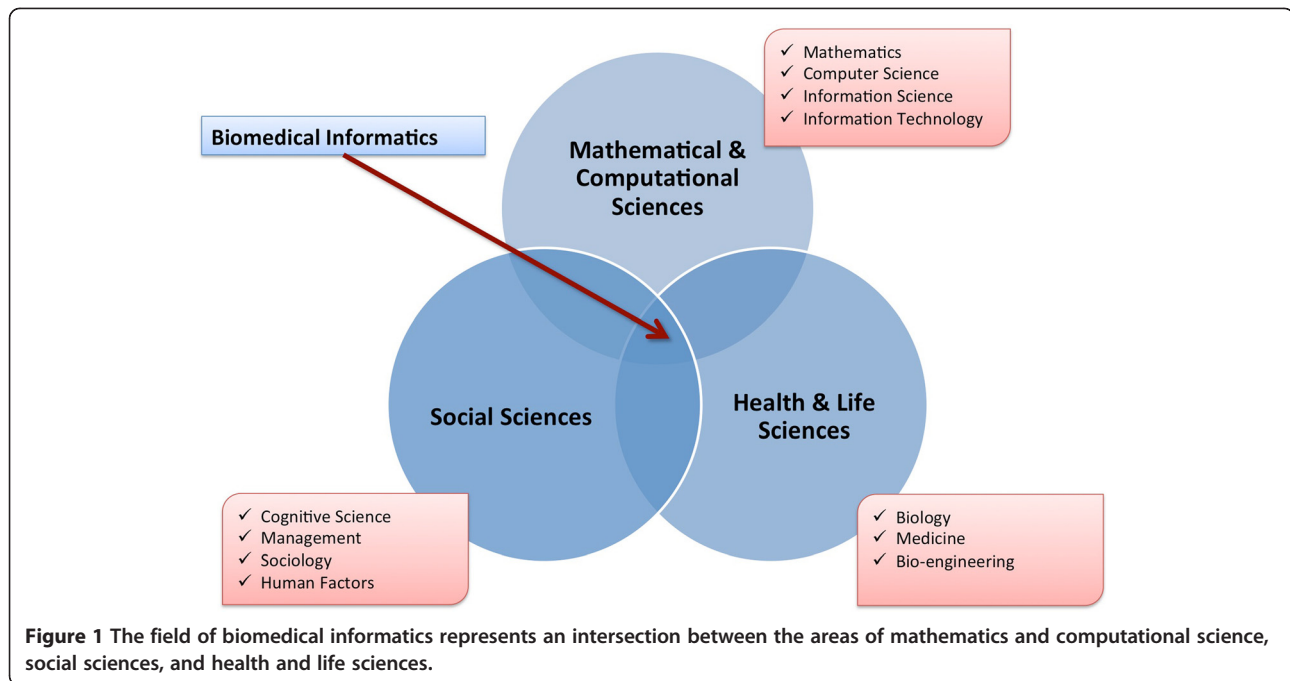 ✓ Mathematics
✓ Computer Science
✓ Information Science
✓ Information Technology
Biomedical Informatics
Mathematical &
Computational
Sciences
Social Sciences
Health & Life
Sciences
✓ Cognitive Science
✓ Management
✓ Sociology
✓ Human Factors
✓ Biology
✓ Medicine
✓ Bio-engineering
Figure 1 The field of biomedical informatics represents an intersection between the areas of mathematics and computational science,
social sciences, and health and life sciences.